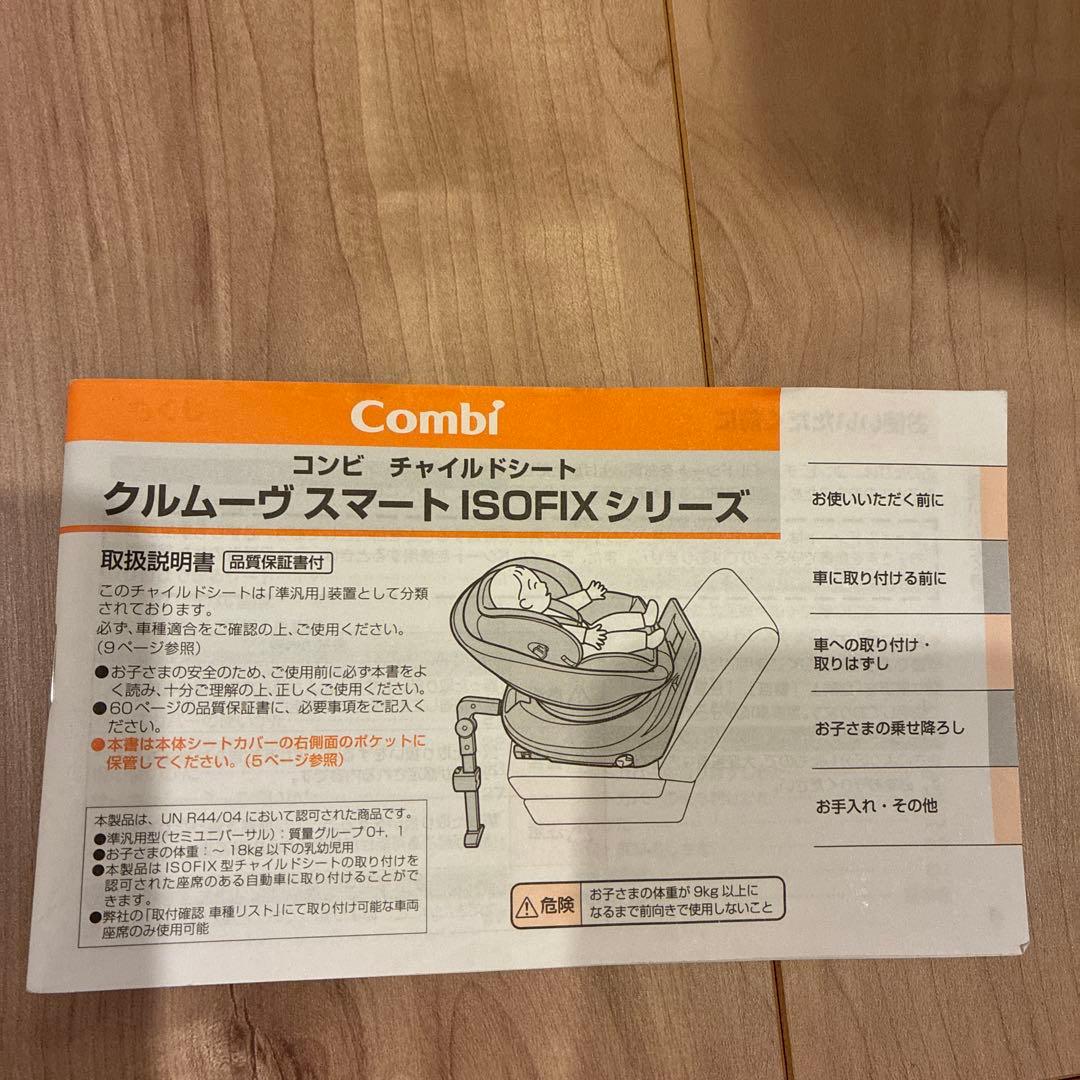 Combi
コンビ チャイルドシート
クルムーヴ スマート ISOFIXシリーズ
取扱説明書 品質保証書付
このチャイルドシートは「準汎用」装置として分類
されております。
必ず、車種適合をご確認の上、ご使用ください。
(9ページ参照)
●お子さまの安全のため、ご使用前に必ず本書をよ
く読み、十分ご理解の上、正しくご使用ください。
●60ページの品質保証書に、必要事項をご記入く
ださい。
●本書は本体シートカバーの右側面のポケットに
保管してください。(5ページ参照)
本製品は、UN R44/04 において認可された商品です。
●準汎用型(セミユニバーサル):質量グループ0+, 1
●お子さまの体重:～18kg以下の乳幼児用
●本製品は ISOFIX 型チャイルドシートの取り付けを
認可された座席のある自動車に取り付けることがで
きます。
●弊社の「取付確認 車種リスト」にて取り付け可能な車両
座席のみ使用可能
危険
お子さまの体重が9kg以上に
なるまで前向きで使用しないこと
お使いいただく前に
車に取り付ける前に
車への取り付け・
取りはずし
お子さまの乗せ降ろし
お手入れ・その他